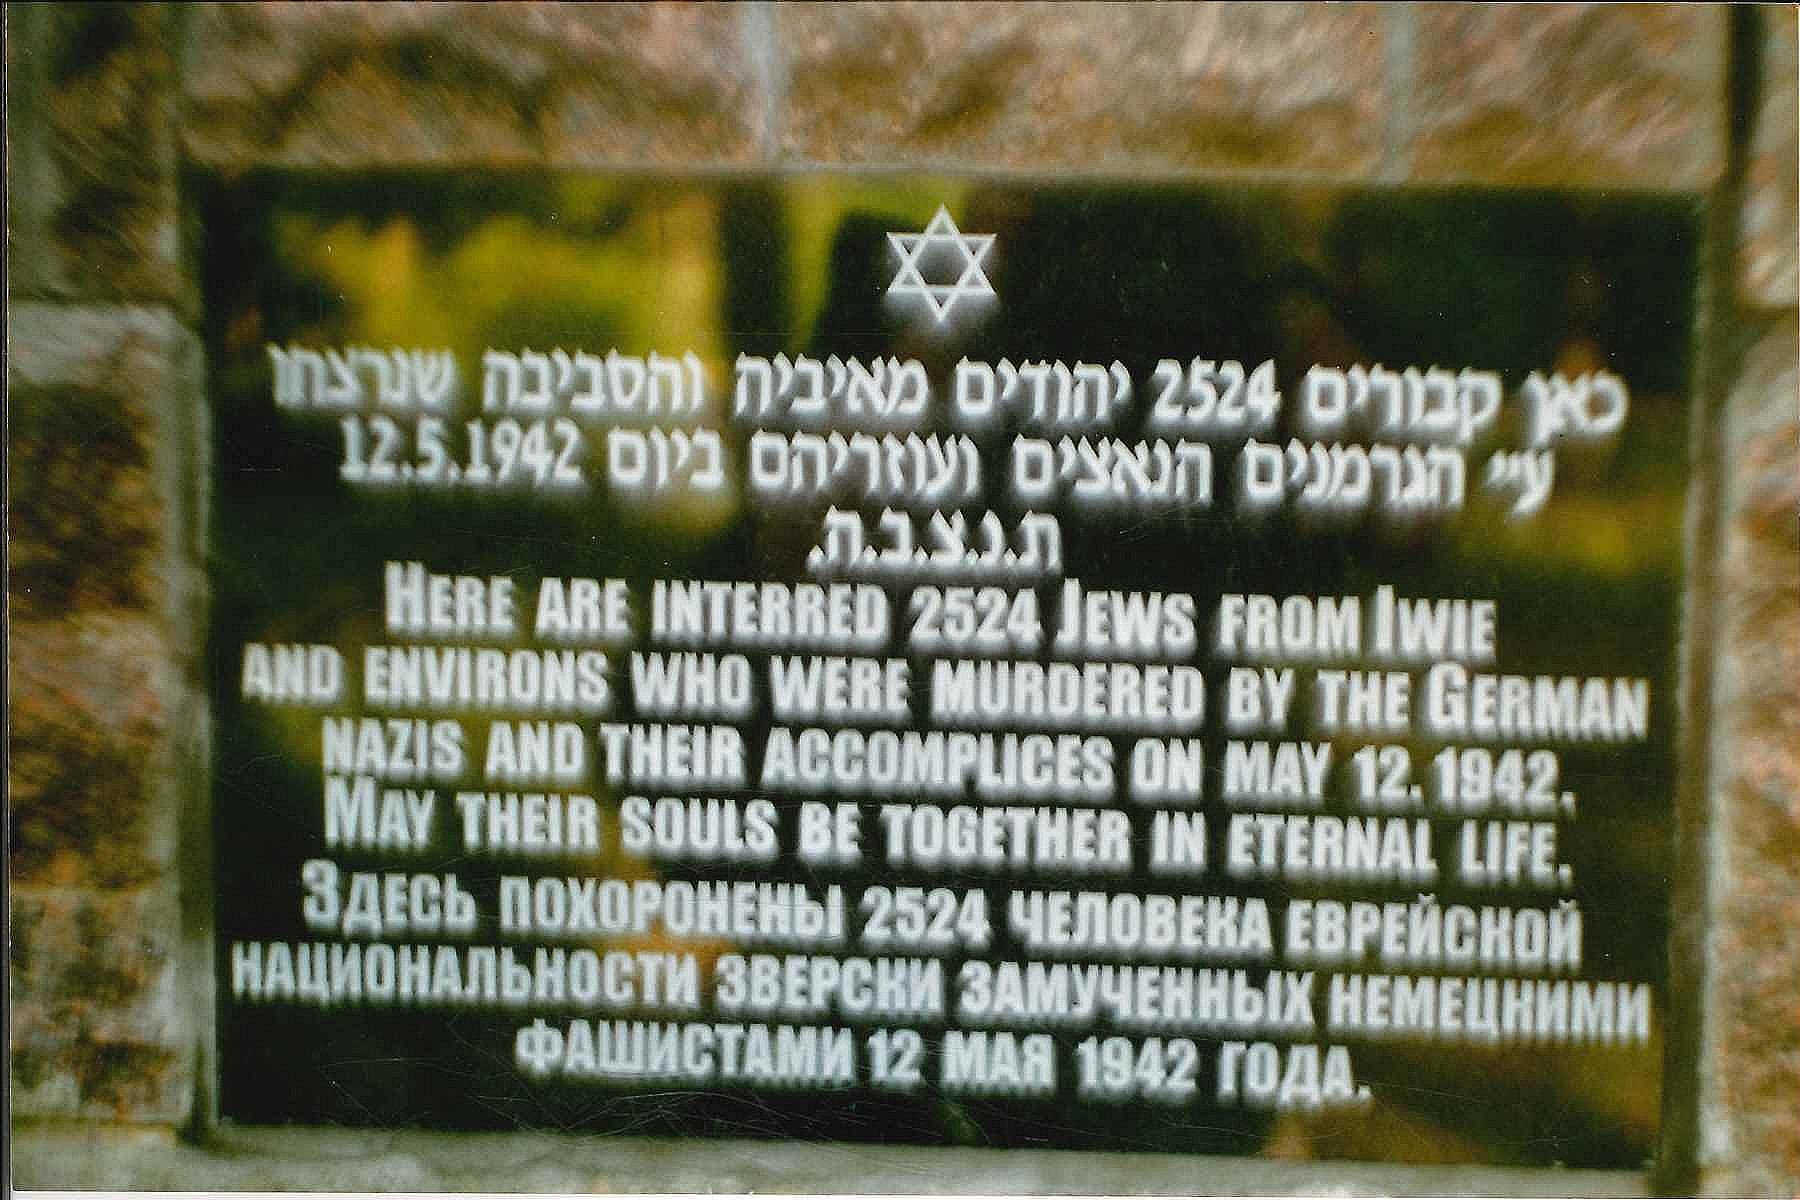 כאן קבורים 2524 יהודים מאיביה והסביבה שנרצחו
ע״י הגרמנים הנאצים ועוזריהם ביום 12.5.1942
ת.נ.צ.ב.ה.
HERE ARE INTERRED 2524 JEWS FROM IWIE
AND ENVIRONS WHO WERE MURDERED BY THE GERMAN
NAZIS AND THEIR ACCOMPLICES ON MAY 12.1942.
MAY THEIR SOULS BE TOGETHER IN ETERNAL LIFE.
ЗДЕСЬ ПОХОРОНЕНЫ 2524 ЧЕЛОВЕКА ЕВРЕЙСКОЙ
НАЦИОНАЛЬНОСТИ ЗВЕРСКИ ЗАМУЧЕННЫХ НЕМЕЦКИМИ
ФАШИСТАМИ 12 МАЯ 1942 ГОДА.